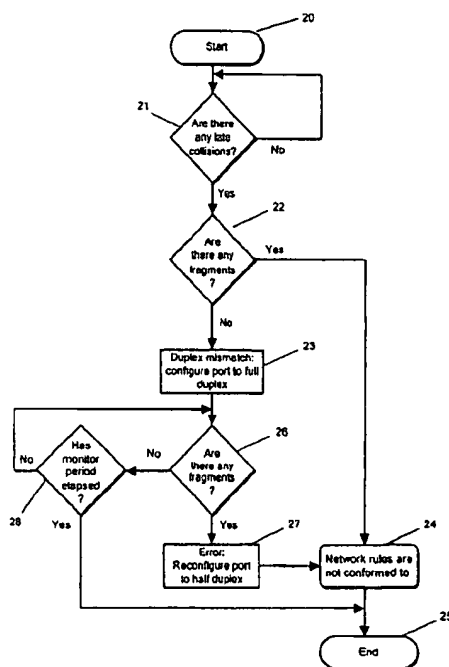 20
Start
21
Are there
any late
collisions?
No
Yes
22
Are
there any
fragments
?
Yes
No
23
Duplex mismatch:
configure port to full
duplex
26
No
Has
monitor
period
elapsed
?
No
Are
there any
fragments
?
28
Yes
Yes
27
24
Error:
Reconfigure port
to half duplex
Network rules are
not conformed to
25
End